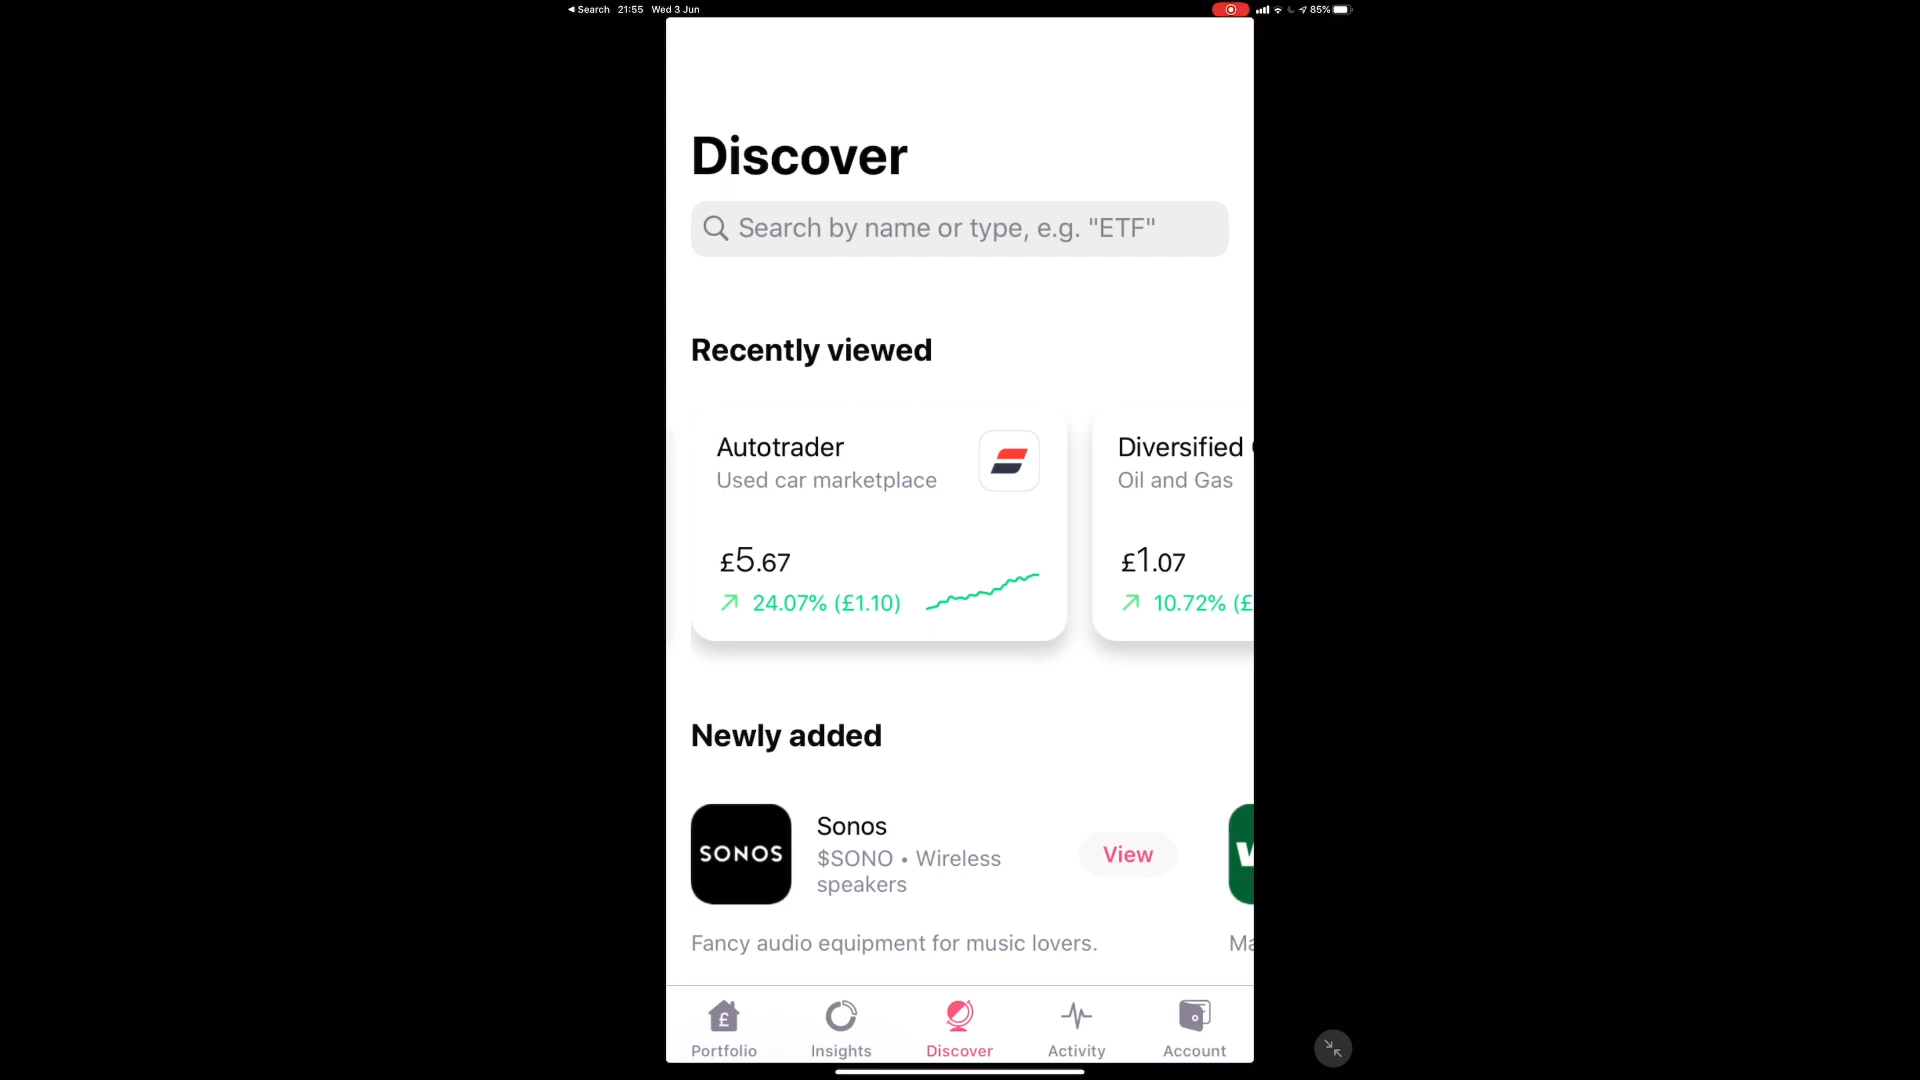 Search 21:55 Wed 3 Jun
85%
Discover
Search by name or type, e.g. "ETF"
Recently viewed
Autotrader
Used car marketplace
£5.67
24.07% (£1.10)
Diversified
Oil and Gas
£1.07
10.72% (£
Newly added
SONOS
Sonos
$SONO • Wireless
speakers
View
Fancy audio equipment for music lovers.
Portfolio
Insights
Discover
Activity
Account